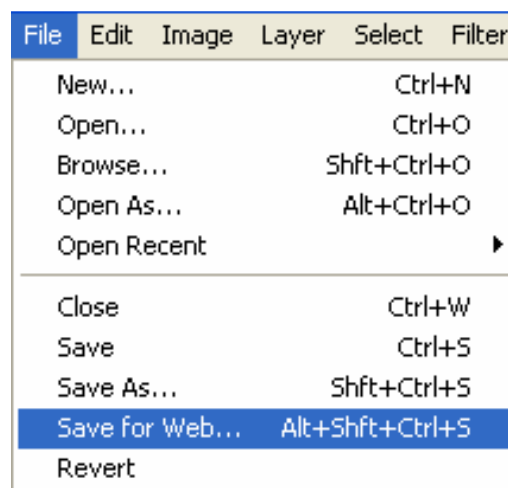 File Edit Image Layer Select Filter
New... Ctrl+N
Open... Ctrl+O
Browse... Shft+Ctrl+O
Open As... Alt+Ctrl+O
Open Recent
Close Ctrl+W
Save Ctrl+S
Save As... Shft+Ctrl+S
Save for Web... Alt+Shft+Ctrl+S
Revert